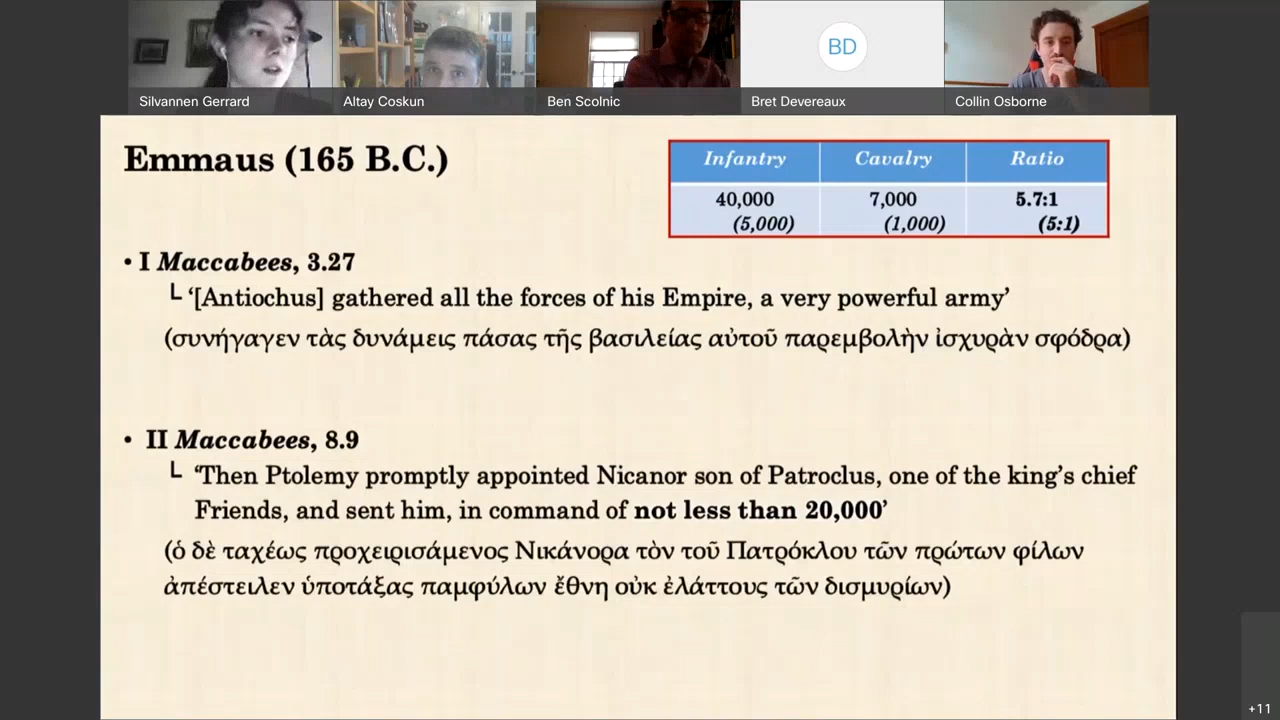 Silvannen Gerrard
Altay Coskun
Ben Scolnic
BD
Bret Devereaux
Collin Osborne
Emmaus (165 B.C.)
Infantry Cavalry Ratio
40,000 7,000 5.7:1
(5,000) (1,000) (5:1)
• I Maccabees, 3.27
└ ‘[Antiochus] gathered all the forces of his Empire, a very powerful army’
(συνήγαγεν τὰς δυνάμεις πάσας τῆς βασιλείας αὐτοῦ παρεμβολὴν ἰσχυρὰν σφόδρα)
• II Maccabees, 8.9
└ ‘Then Ptolemy promptly appointed Nicanor son of Patroclus, one of the king’s chief
Friends, and sent him, in command of not less than 20,000’
(ὁ δὲ ταχέως προχειρισάμενος Νικάνορα τὸν τοῦ Πατρόκλου τῶν πρώτων φίλων
ἀπέστειλεν ὑποτάξας παμφύλων ἔθνη οὐκ ἐλάττους τῶν δισμυρίων)
+11